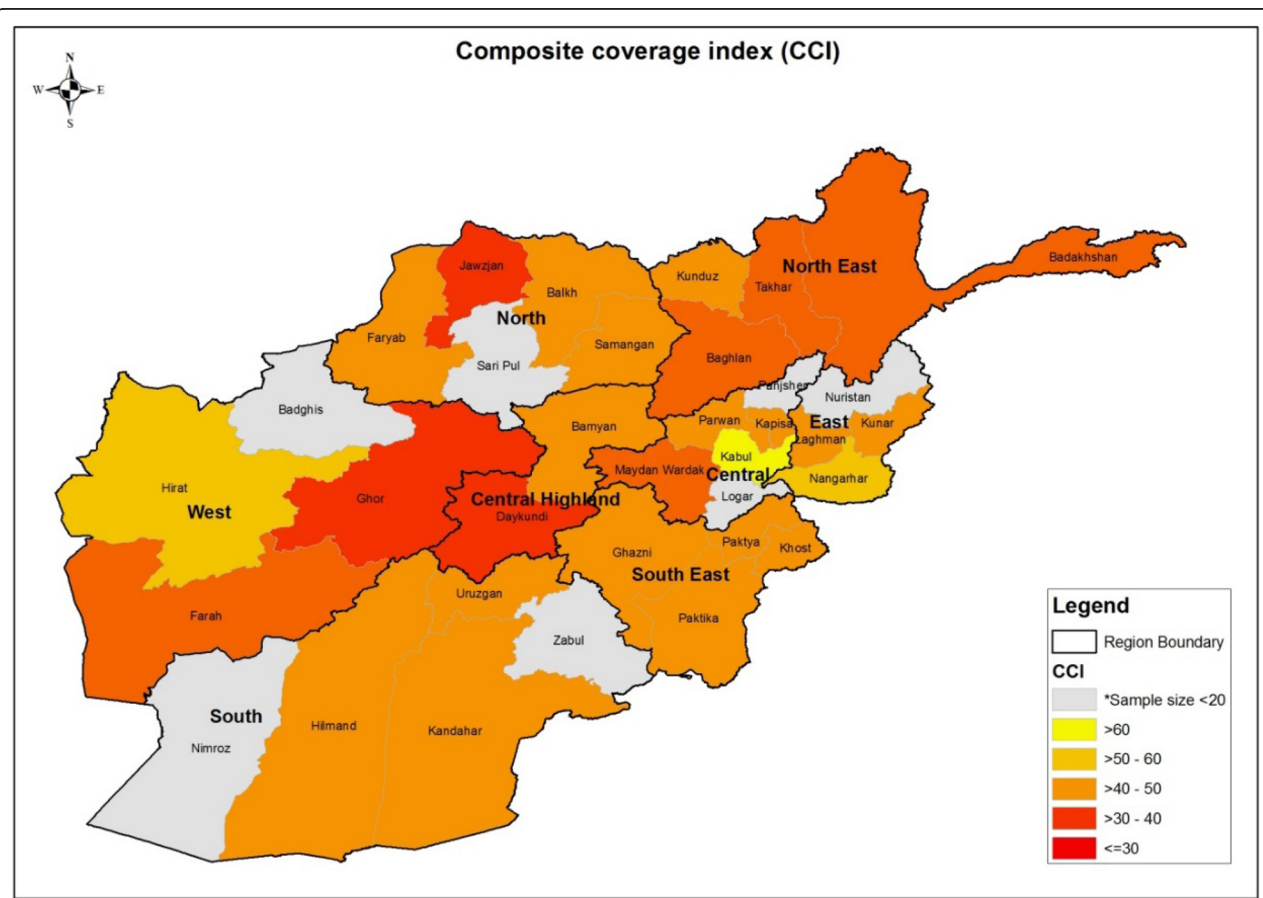 Composite coverage index (CCI)
N
W
E
S
Badakhshan
North East
Takhar
Kunduz
Jawzjan
Balkh
North
Faryab
Samangan
Sari Pul
Baghlan
Panjsher
Nuristan
Badghis
Bamyan
Parwan
Kapisa
East
Kunar
Laghman
Kabul
Maydan Wardak
Central
Nangarhar
Logar
Hirat
West
Ghor
Central Highland
Daykundi
Ghazni
Paktya
Khost
South East
Uruzgan
Paktika
Farah
Zabul
South
Nimroz
Hilmand
Kandahar
Legend
Region Boundary
CCI
*Sample size <20
>60
>50 - 60
>40 - 50
>30 - 40
<=30